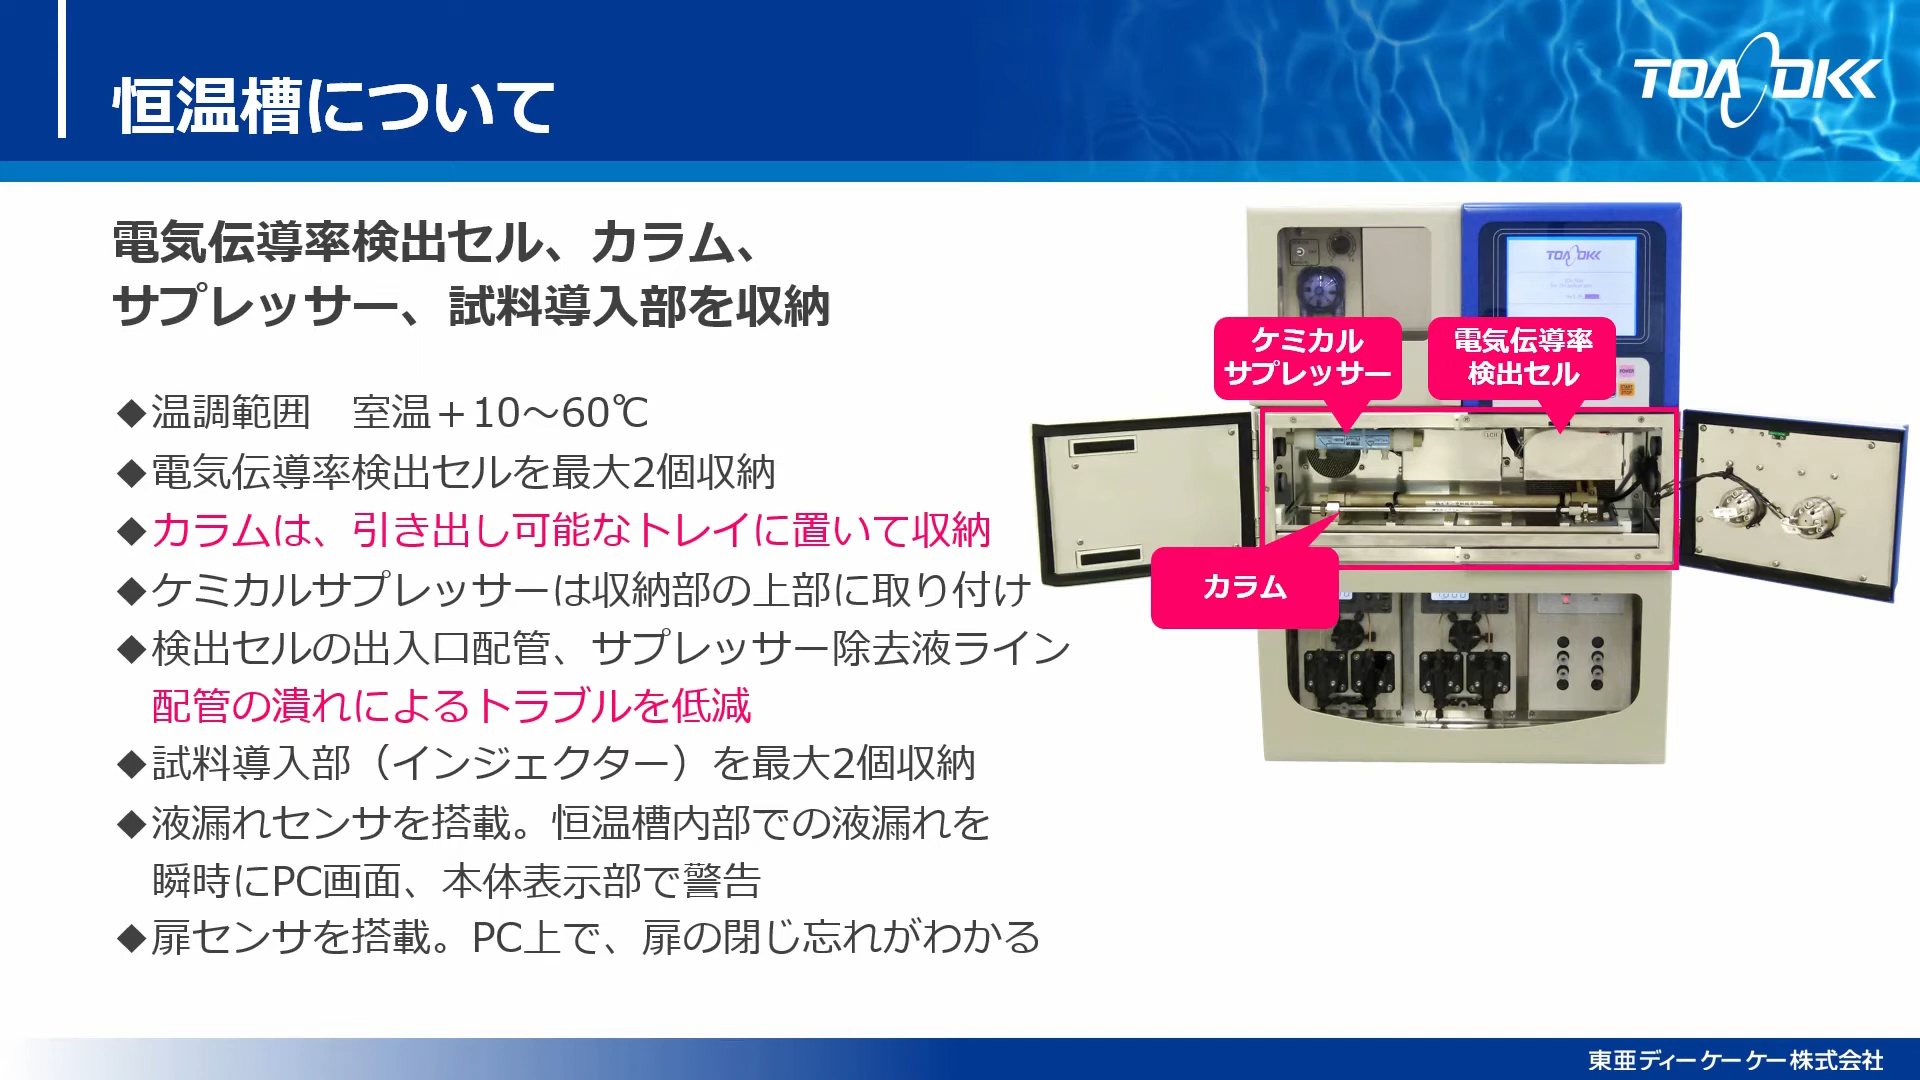 恒温槽について
TOA DKK
電気伝導率検出セル、カラム、
サプレッサー、試料導入部を収納
◆温調範囲　室温＋10～60℃
◆電気伝導率検出セルを最大2個収納
◆カラムは、引き出し可能なトレイに置いて収納
◆ケミカルサプレッサーは収納部の上部に取り付け
◆検出セルの出入口配管、サプレッサー除去液ライン
配管の潰れによるトラブルを低減
◆試料導入部（インジェクター）を最大2個収納
◆液漏れセンサを搭載。恒温槽内部での液漏れを
瞬時にPC画面、本体表示部で警告
◆扉センサを搭載。PC上で、扉の閉じ忘れがわかる
TOA DKK
ケミカル
サプレッサー
電気伝導率
検出セル
POWER
カラム
東亜ディーケーケー株式会社